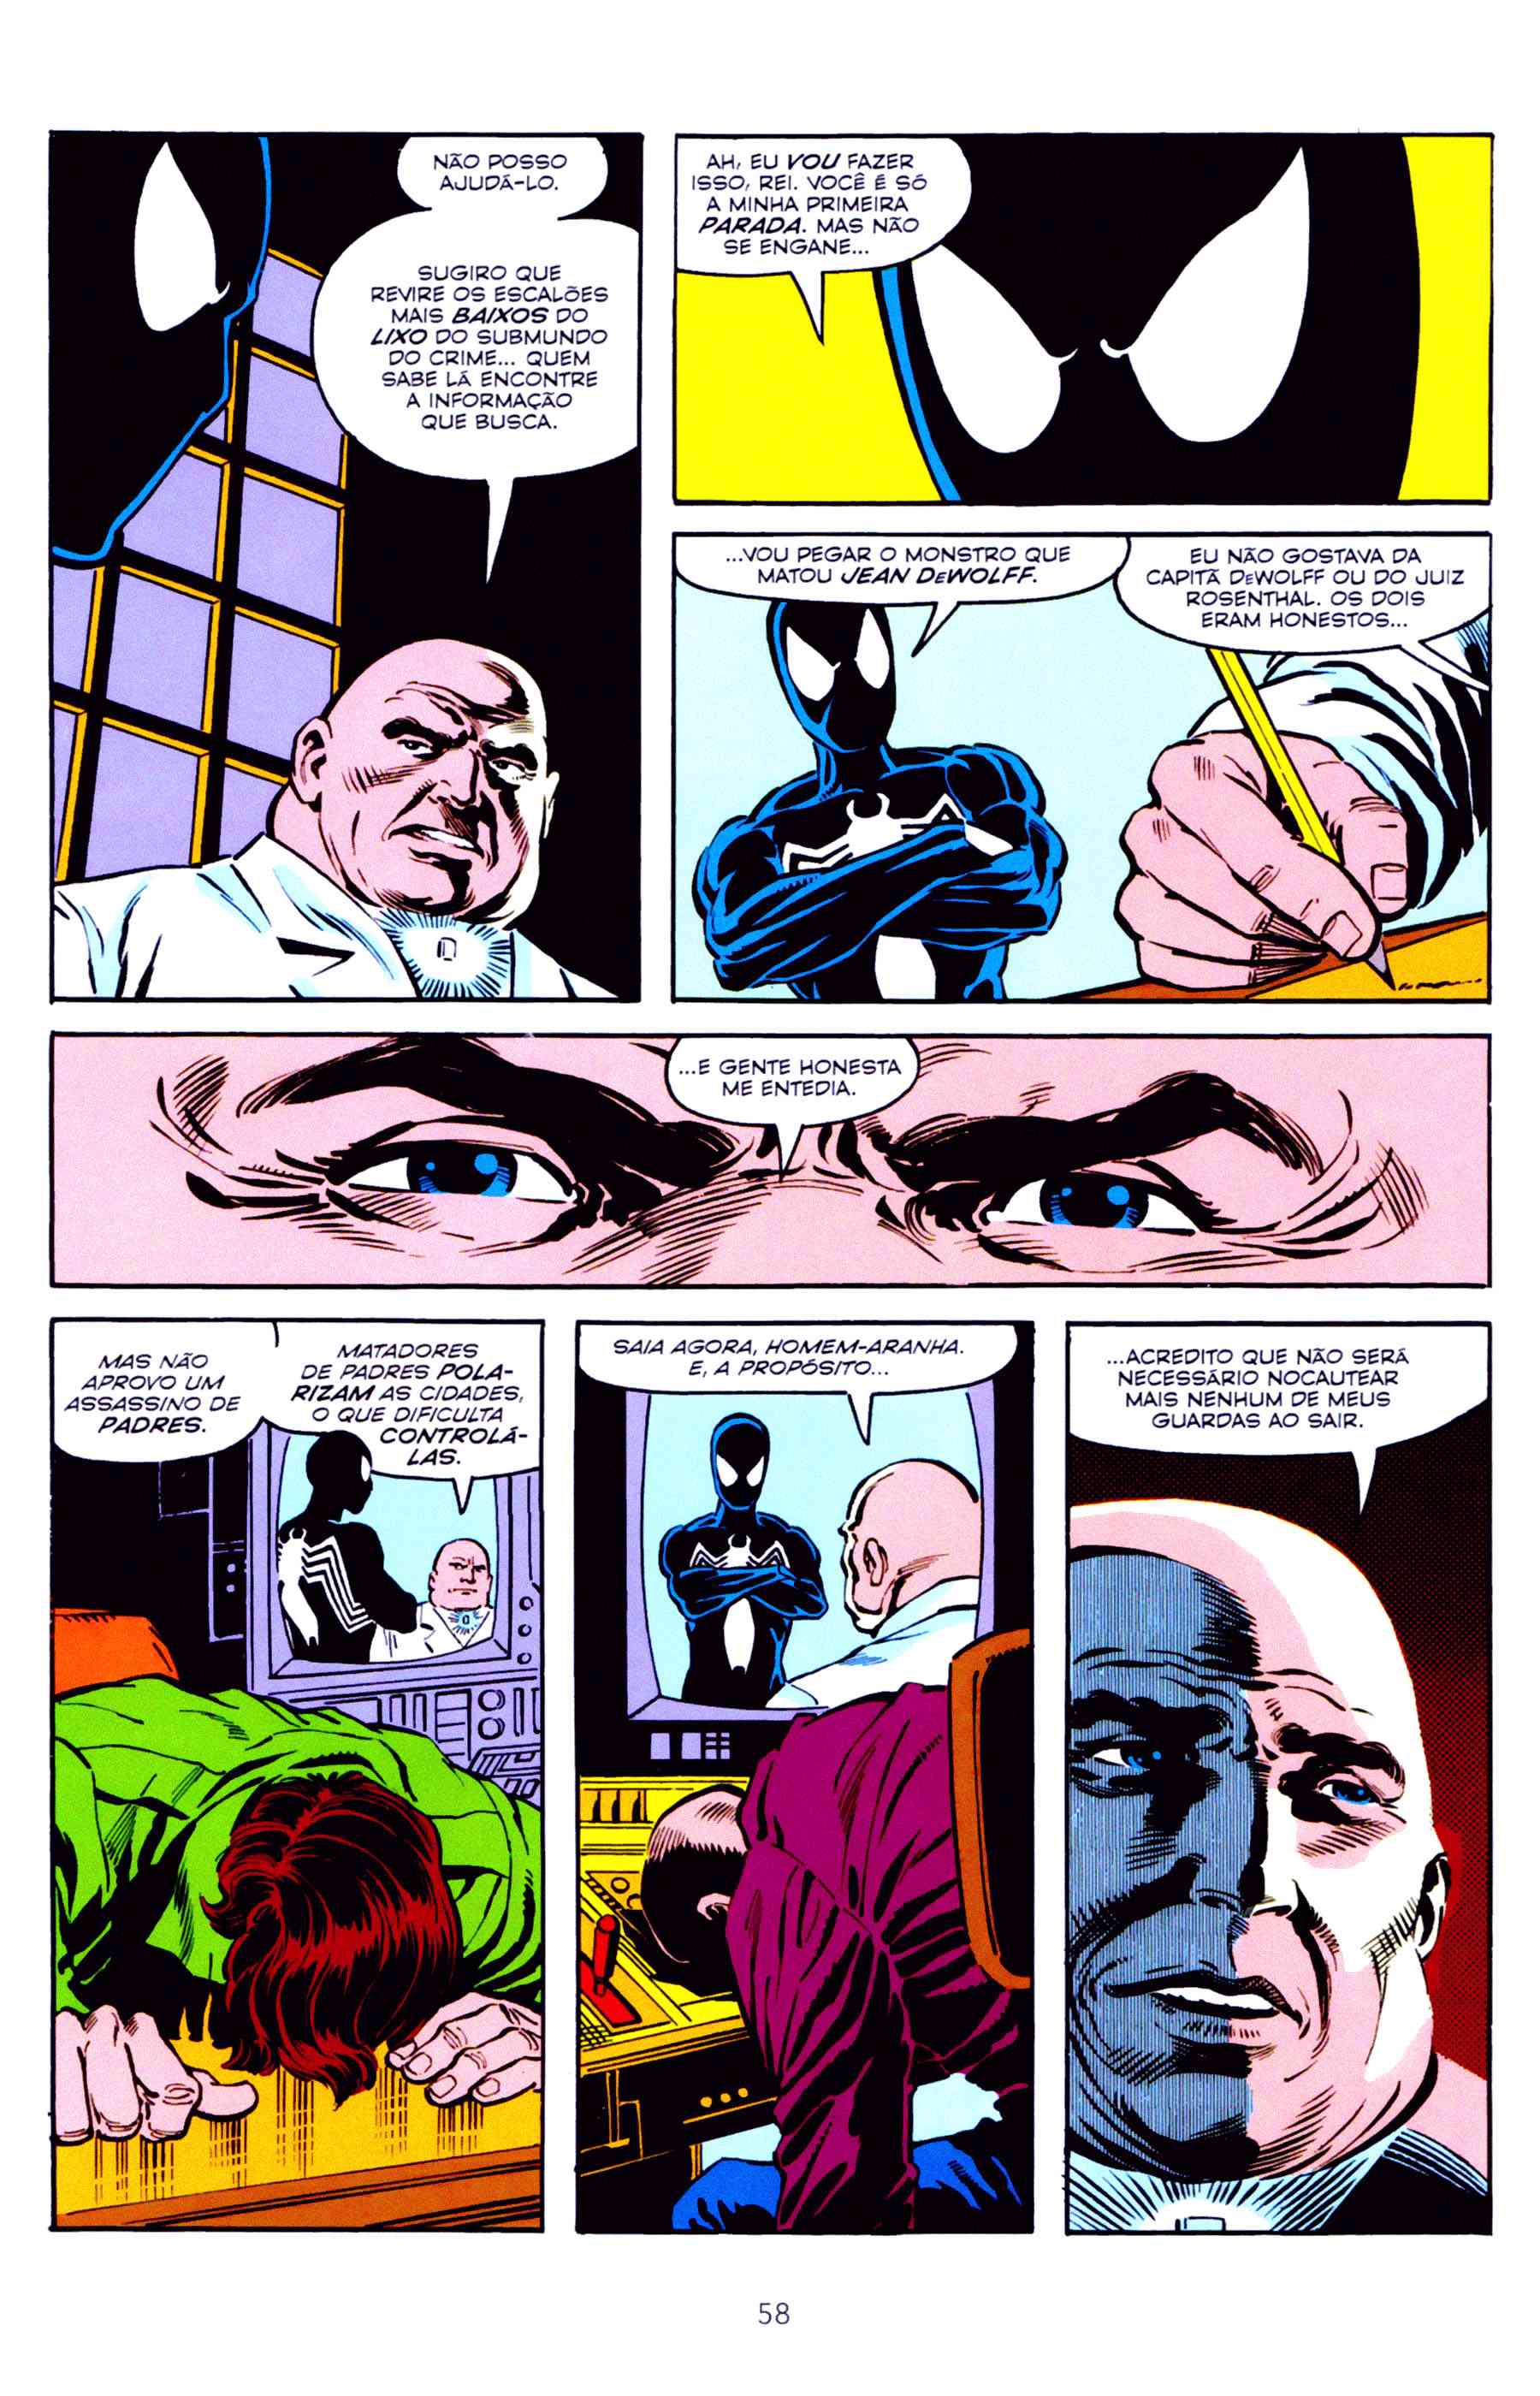 NÃO POSSO
AJUDÁ-LO.
SUGIRO QUE
REVIRE OS ESCALÕES
MAIS BAIXOS DO
LIXO DO SUBMUNDO
DO CRIME... QUEM
SABE LÁ ENCONTRE
A INFORMAÇÃO
QUE BUSCA.
AH, EU VOU FAZER
ISSO, REI. VOCÊ É SÓ
A MINHA PRIMEIRA
PARADA. MAS NÃO
SE ENGANE...
...VOU PEGAR O MONSTRO QUE
MATOU JEAN DeWOLFF.
EU NÃO GOSTAVA DA
CAPITÃ DeWOLFF OU DO JUIZ
ROSENTHAL. OS DOIS
ERAM HONESTOS...
...E GENTE HONESTA
ME ENTEDIA.
MAS NÃO
APROVO UM
ASSASSINO DE
PADRES.
MATADORES
DE PADRES POLA-
RIZAM AS CIDADES,
O QUE DIFICULTA
CONTROLÁ-
LAS.
SAIA AGORA, HOMEM-ARANHA.
E, A PROPÓSITO...
...ACREDITO QUE NÃO SERÁ
NECESSÁRIO NOCAUTEAR
MAIS NENHUM DE MEUS
GUARDAS AO SAIR.
58